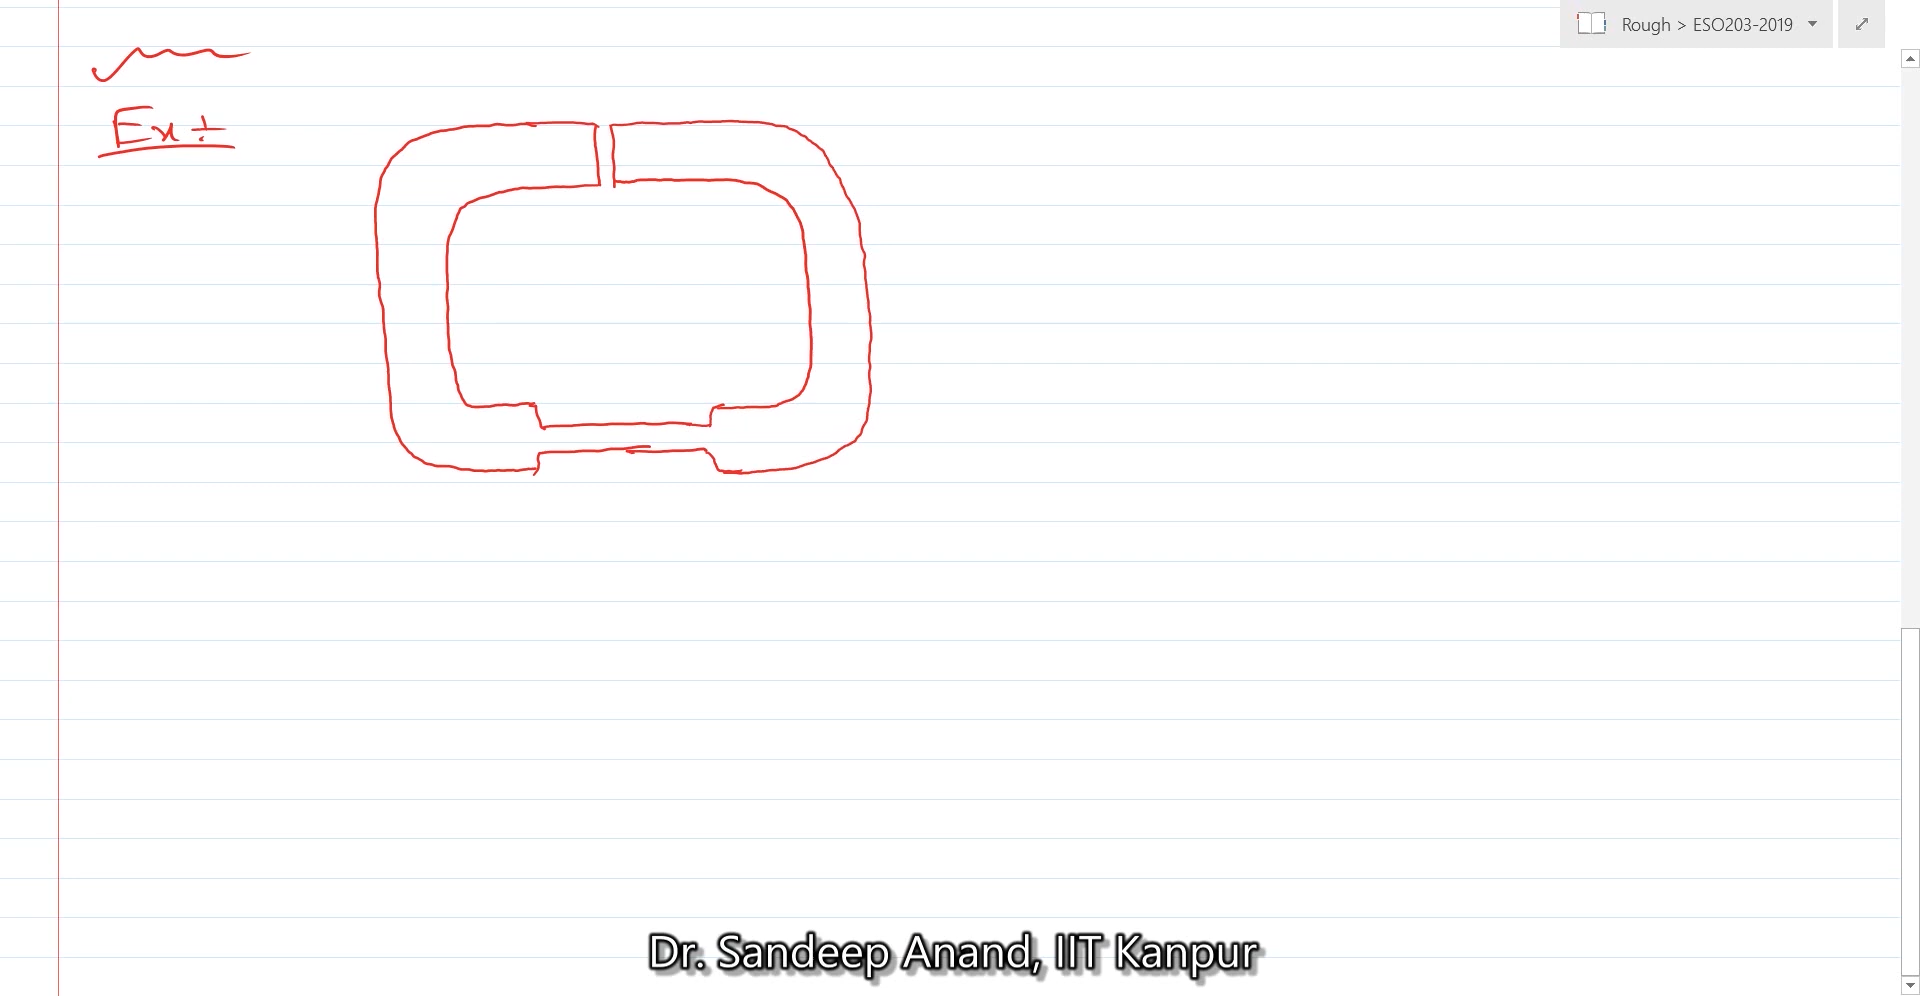 Rough > ESO203-2019
Ex :-
Dr. Sandeep Anand, IIT Kanpur